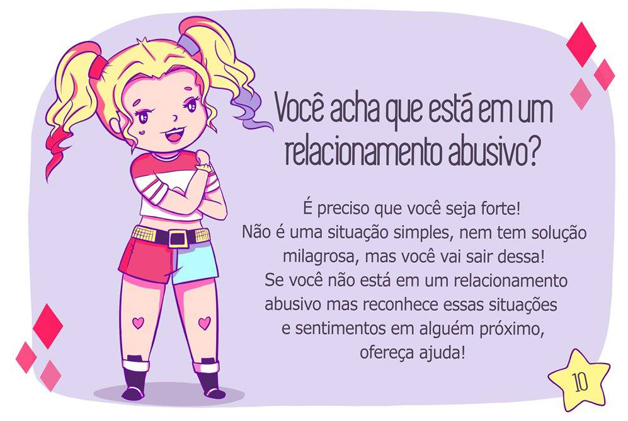 Você acha que está em um
relacionamento abusivo?
É preciso que você seja forte!
Não é uma situação simples, nem tem solução
milagrosa, mas você vai sair dessa!
Se você não está em um relacionamento
abusivo mas reconhece essas situações
e sentimentos em alguém próximo,
ofereça ajuda!
10